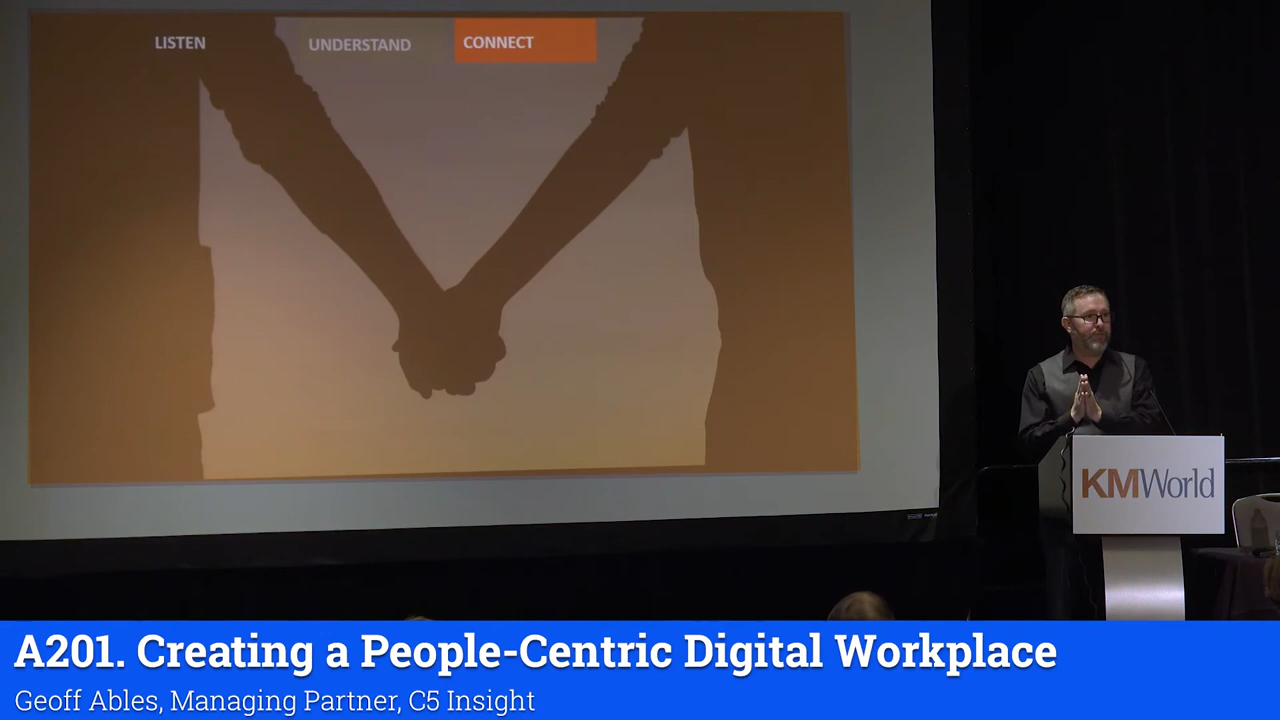 LISTEN
UNDERSTAND
CONNECT
KMWorld
A201. Creating a People-Centric Digital Workplace
Geoff Ables, Managing Partner, C5 Insight